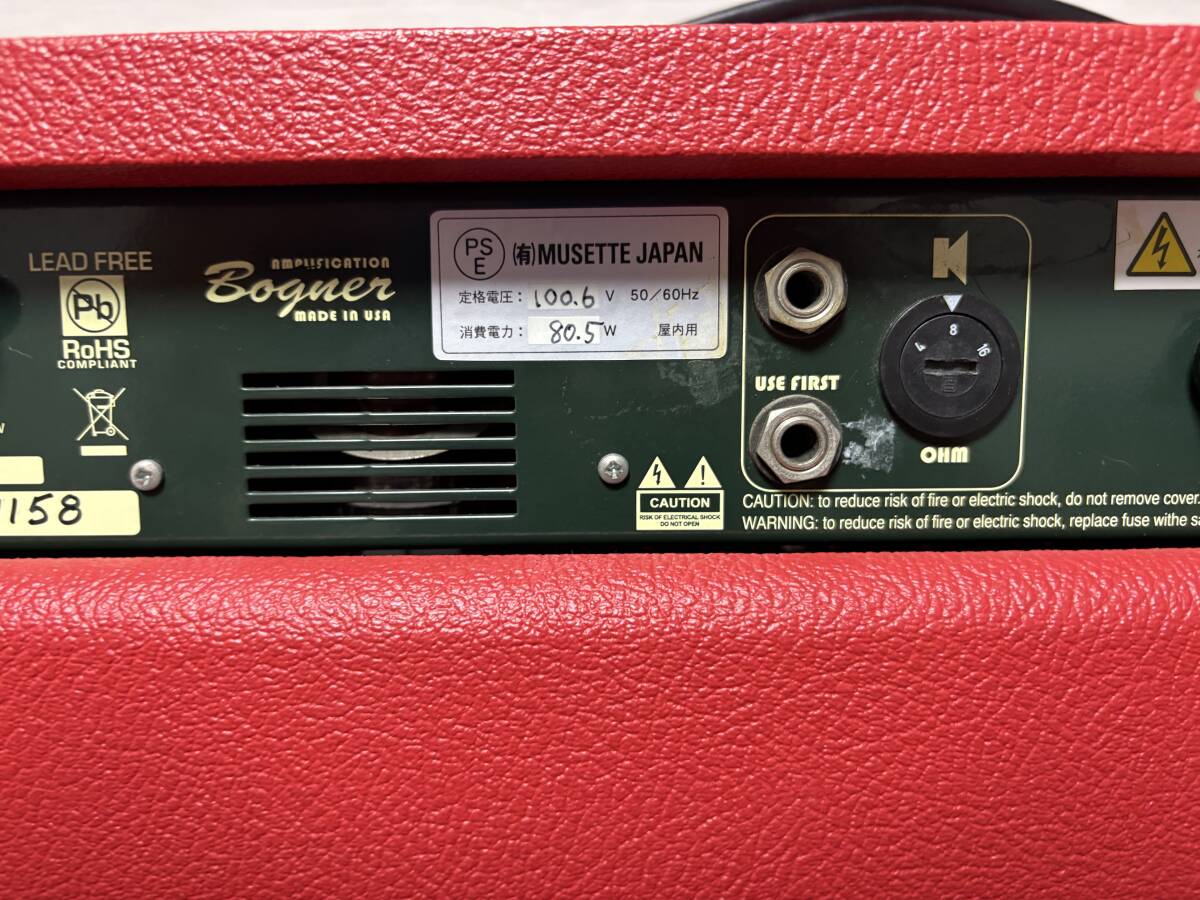 LEAD FREE
Pb
RoHS
COMPLIANT
158
AMPLIFICATION
Bogner
MADE IN USA
PS
E
(有)MUSETTE JAPAN
定格電圧: 100.6 V 50/60Hz
消費電力: 80.5 W 屋内用
USE FIRST
4 8 16
OHM
CAUTION
RISK OF ELECTRICAL SHOCK
DO NOT OPEN
CAUTION: to reduce risk of fire or electric shock, do not remove cover.
WARNING: to reduce risk of fire or electric shock, replace fuse withe